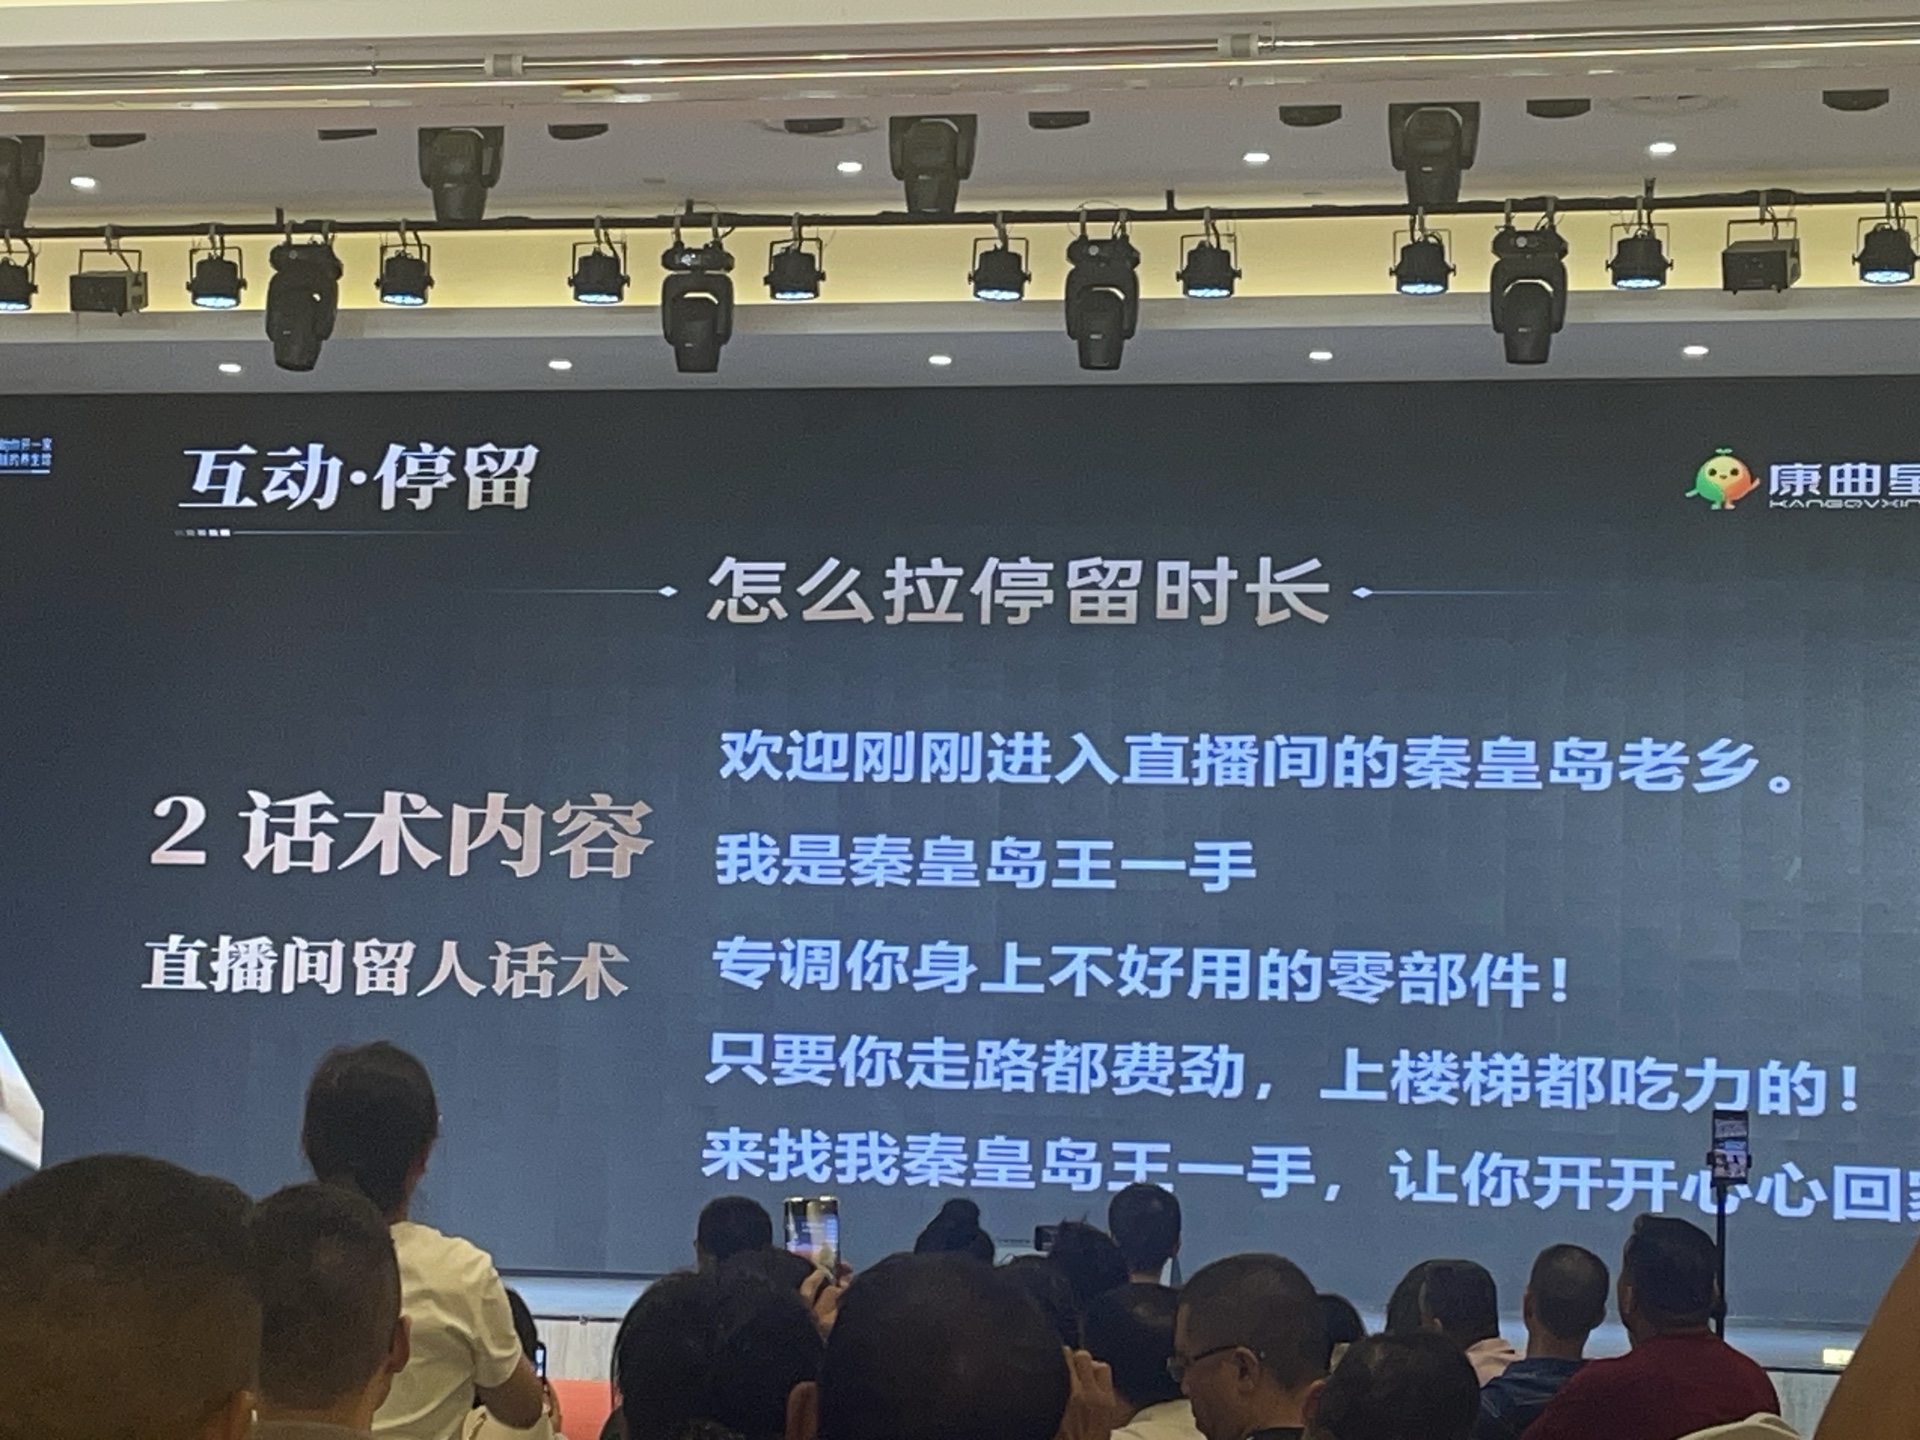 互动·停留
康曲星
KANGQVXIN
怎么拉停留时长
2 话术内容
直播间留人话术
欢迎刚刚进入直播间的秦皇岛老乡。
我是秦皇岛王一手
专调你身上不好用的零部件！
只要你走路都费劲，上楼梯都吃力的！
来找我秦皇岛王一手，让你开开心心回家